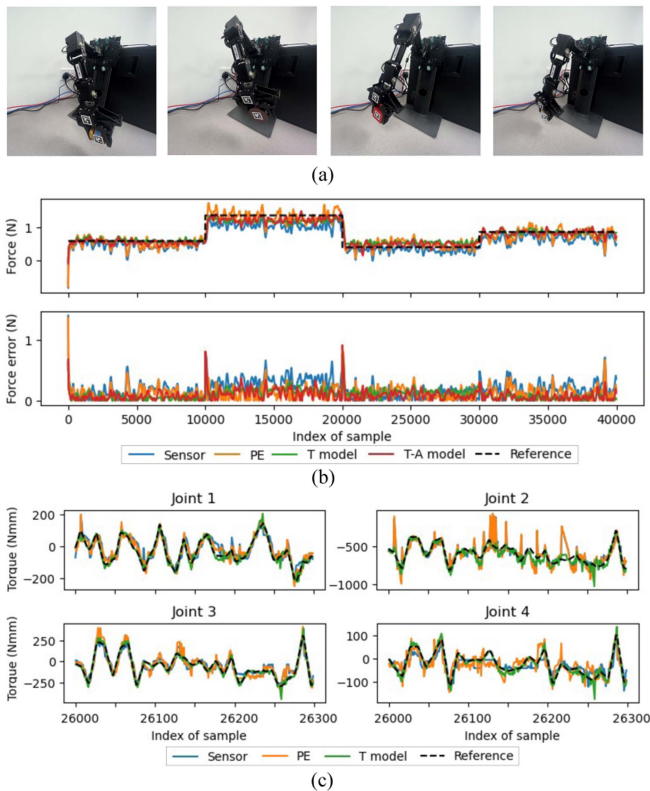 (a)
Force (N)
1
0
Force error (N)
1
0
0 5000 10000 15000 20000 25000 30000 35000 40000
Index of sample
Sensor PE T model T-A model Reference
(b)
Joint 1
Joint 2
Torque (Nmm)
200
0
−200
−500
−1000
Joint 3
Joint 4
Torque (Nmm)
250
0
−250
100
0
−100
26000 26100 26200 26300
26000 26100 26200 26300
Index of sample
Index of sample
Sensor PE T model Reference
(c)